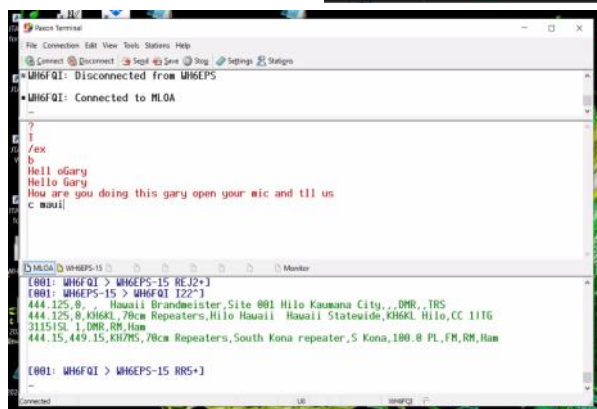 Paxon Terminal
File Connection Edit View Tools Stations Help
Connect Disconnect Send Save Stop Settings Stations
WH6FQI: Disconnected from WH6EPS
WH6FQI: Connected to MLOA
?
T
/ex
b
Hell oGary
Hello Gary
How are you doing this gary open your mic and tll us
c maui
MLOA WH6EPS-15 Monitor
[001: WH6FQI > WH6EPS-15 REJ2+]
[001: WH6EPS-15 > WH6FQI I22^]
444.125,0, , Hawaii Brandmeister,Site 001 Hilo Kaumana City,,,DMR,,TRS
444.125,0,KH6KL,70cm Repeaters,Hilo Hawaii Hawaii Statewide,KH6KL Hilo,CC 1|TG
3115|SL 1,DMR,RM,Ham
444.15,449.15,KH7MS,70cm Repeaters,South Kona repeater,S Kona,100.0 PL,FM,RM,Ham
[001: WH6FQI > WH6EPS-15 RR5+]
Connected U0 WH6FQI